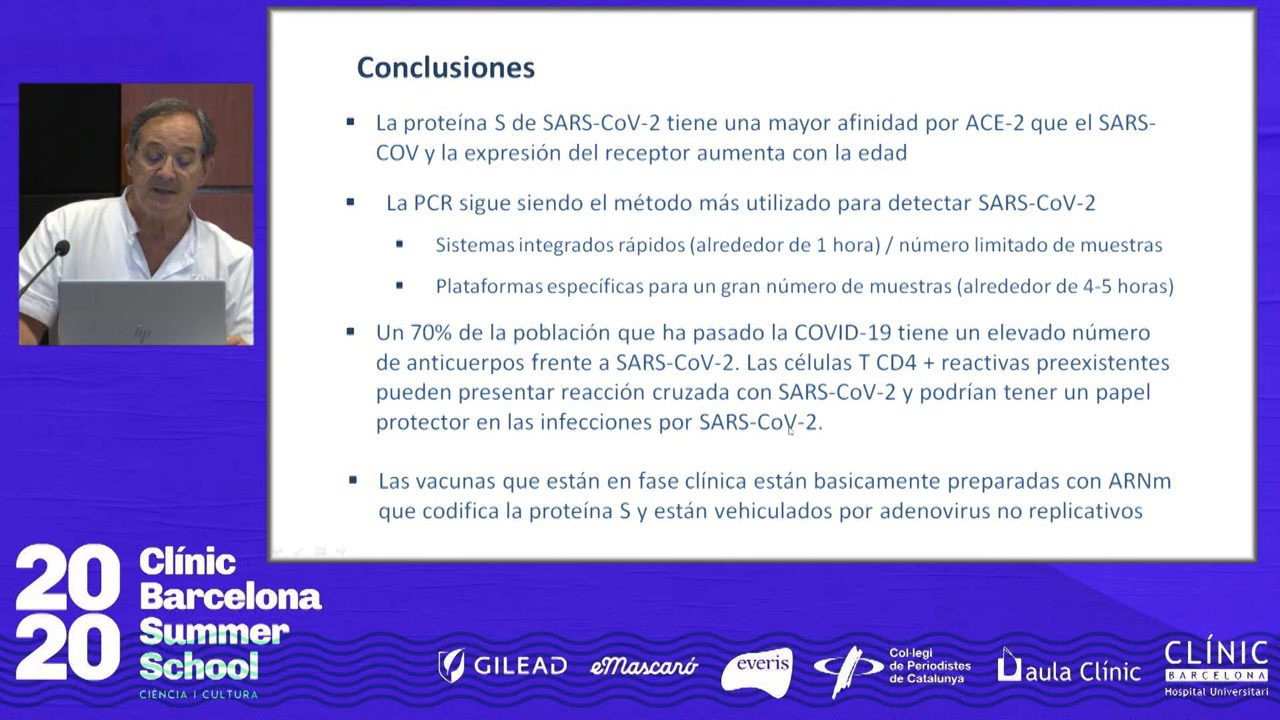 Conclusiones
▪ La proteína S de SARS-CoV-2 tiene una mayor afinidad por ACE-2 que el SARS-
COV y la expresión del receptor aumenta con la edad
▪ La PCR sigue siendo el método más utilizado para detectar SARS-CoV-2
▪ Sistemas integrados rápidos (alrededor de 1 hora) / número limitado de muestras
▪ Plataformas específicas para un gran número de muestras (alrededor de 4-5 horas)
▪ Un 70% de la población que ha pasado la COVID-19 tiene un elevado número
de anticuerpos frente a SARS-CoV-2. Las células T CD4 + reactivas preexistentes
pueden presentar reacción cruzada con SARS-CoV-2 y podrían tener un papel
protector en las infecciones por SARS-CoV-2.
▪ Las vacunas que están en fase clínica están basicamente preparadas con ARNm
que codifica la proteína S y están vehiculados por adenovirus no replicativos
hp
20
20
Clínic
Barcelona
Summer
School
CIÈNCIA I CULTURA
GILEAD
eMascaró
everis
Col·legi
de Periodistes
de Catalunya
aula Clínic
CLÍNIC
BARCELONA
Hospital Universitari